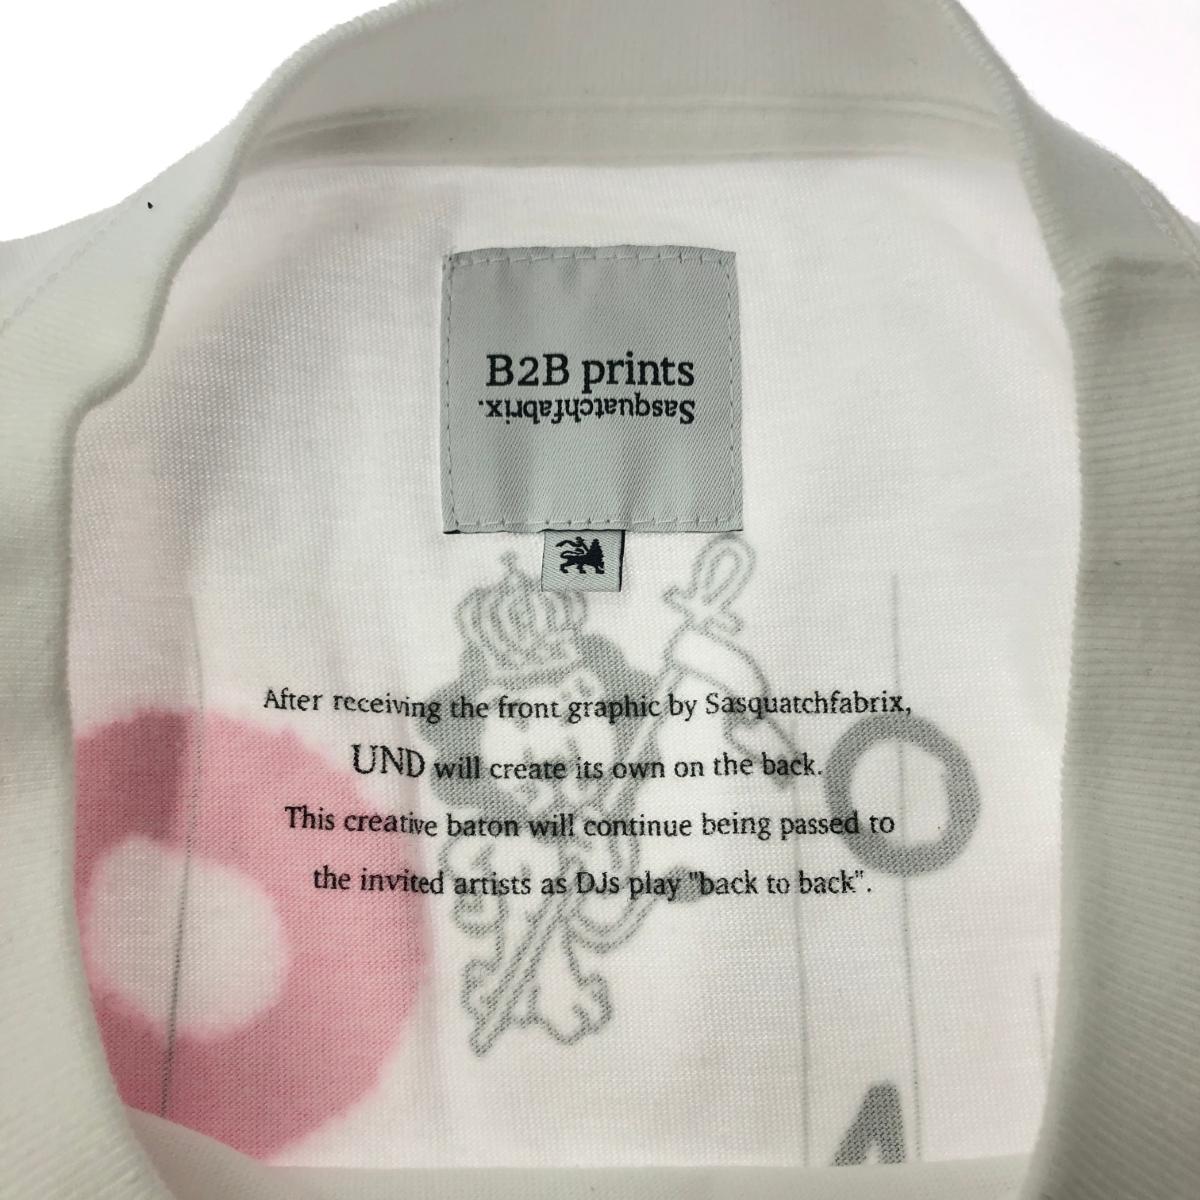 B2B prints
Sasquatchfabrix.
After receiving the front graphic by Sasquatchfabrix,
UND will create its own on the back.
This creative baton will continue being passed to
the invited artists as DJs play "back to back".